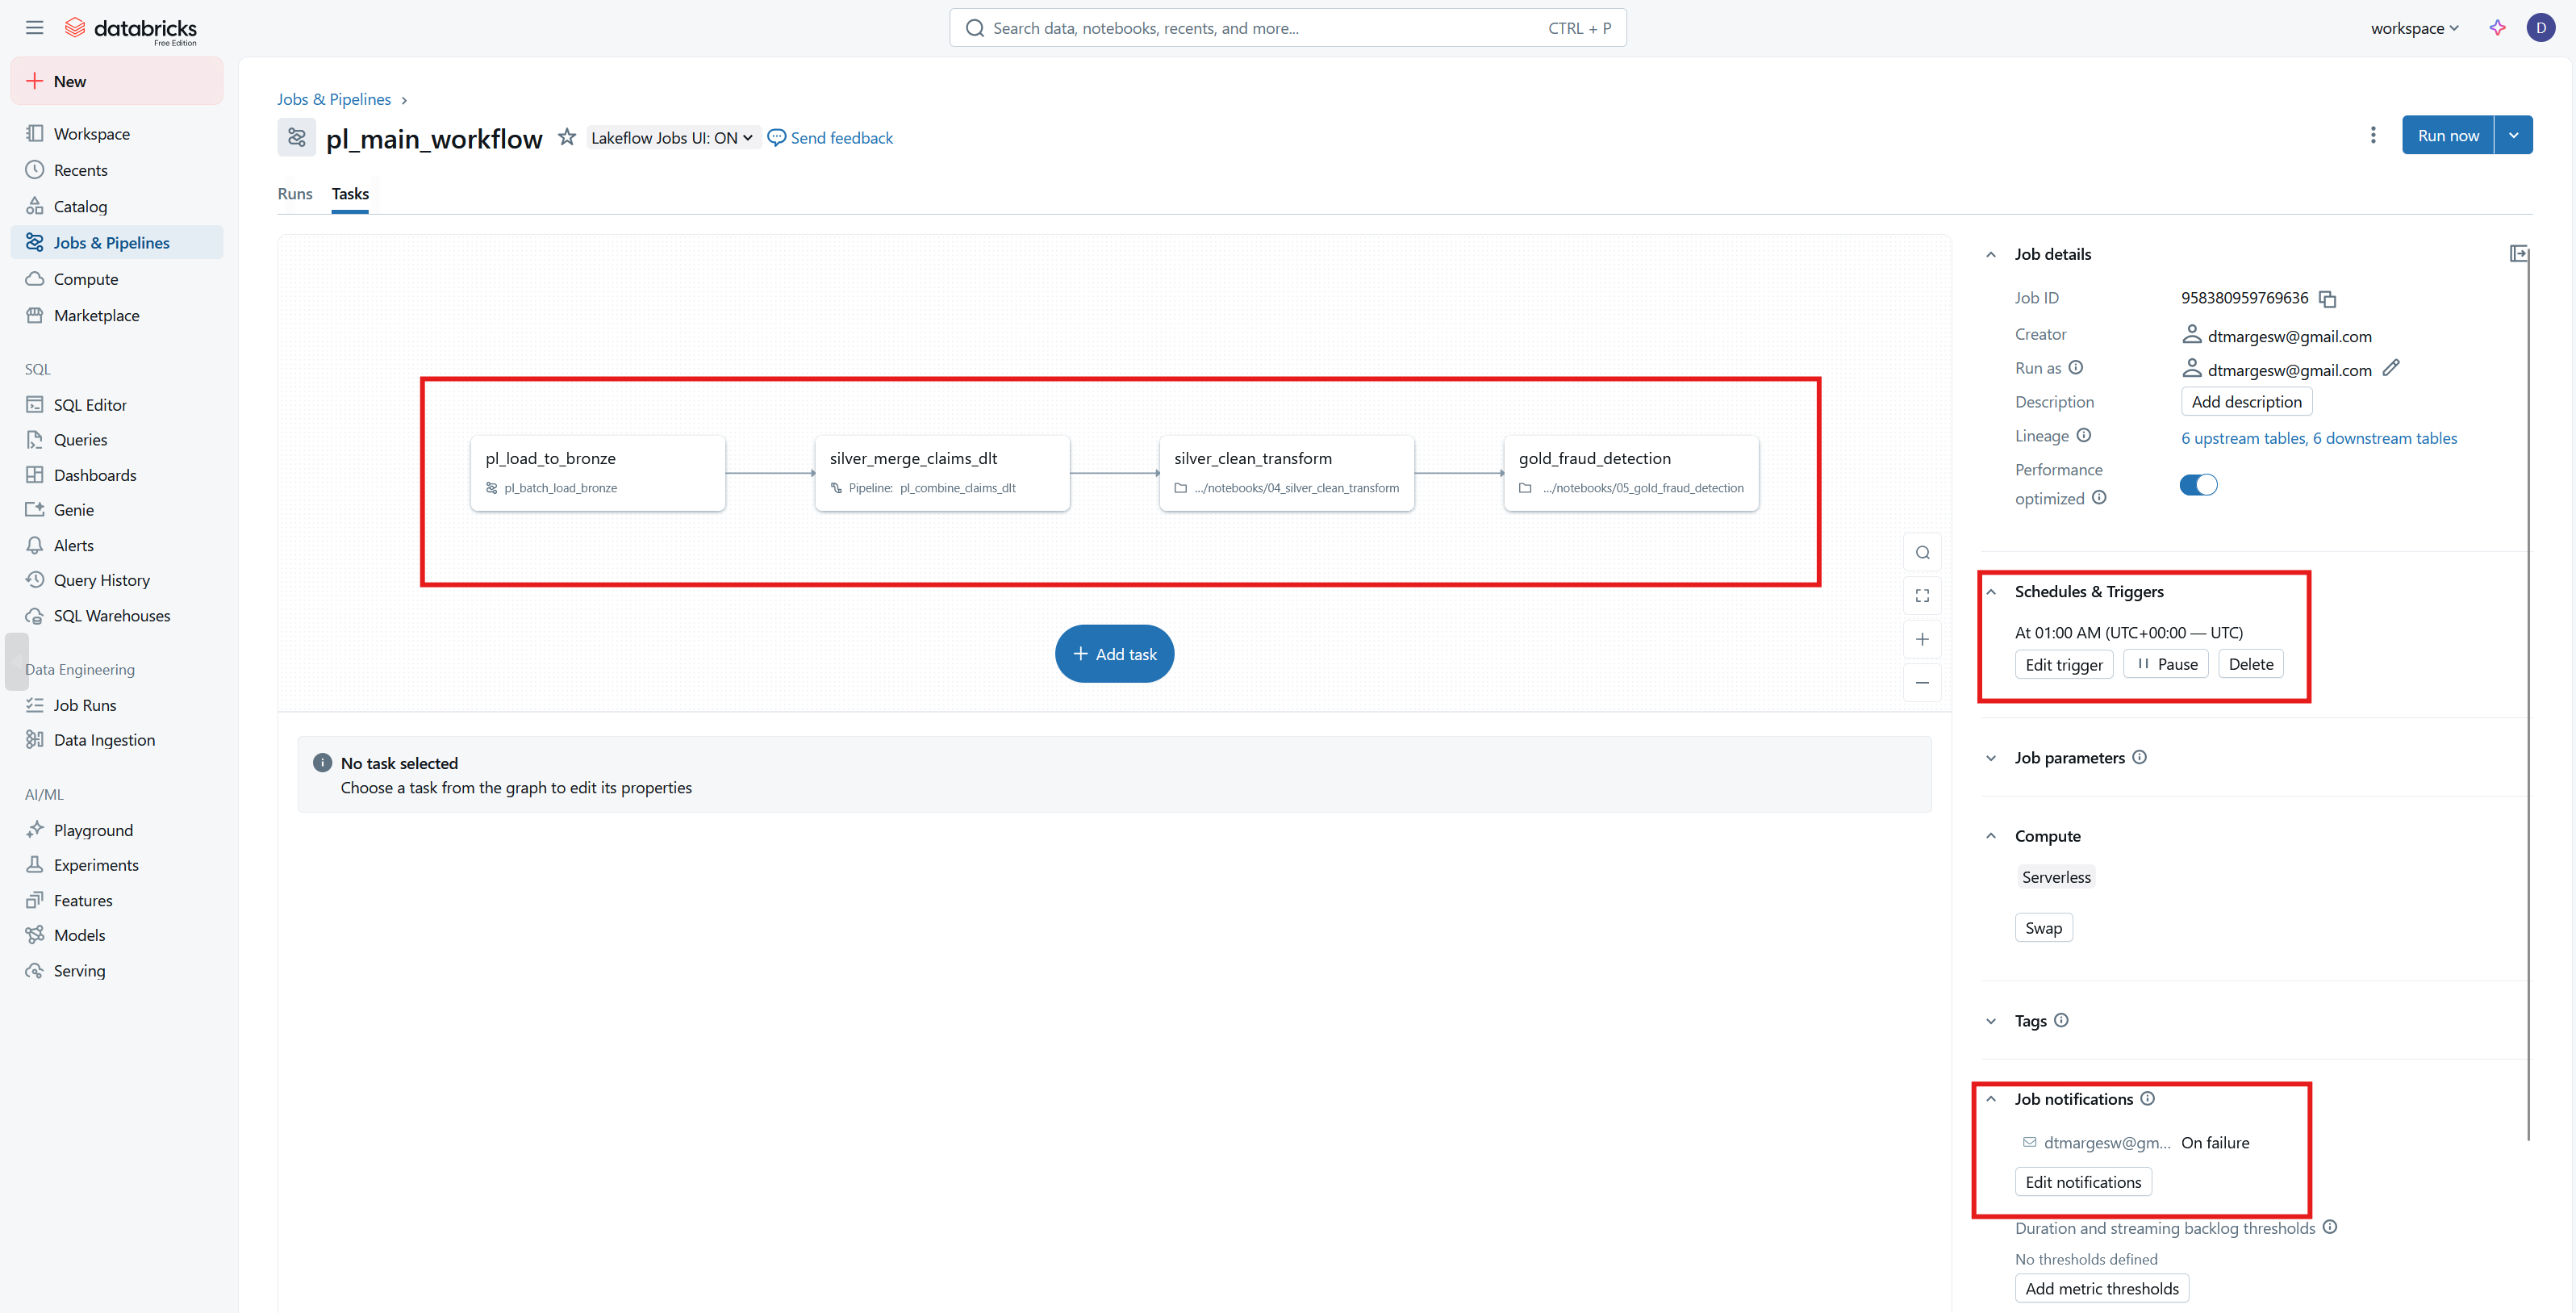 databricks
Free Edition
Search data, notebooks, recents, and more...
CTRL + P
workspace
D
New
Workspace
Recents
Catalog
Jobs & Pipelines
Compute
Marketplace
SQL
SQL Editor
Queries
Dashboards
Genie
Alerts
Query History
SQL Warehouses
Data Engineering
Job Runs
Data Ingestion
AI/ML
Playground
Experiments
Features
Models
Serving
Jobs & Pipelines
pl_main_workflow
Lakeflow Jobs UI: ON
Send feedback
Run now
Runs
Tasks
pl_load_to_bronze
pl_batch_load_bronze
silver_merge_claims_dlt
Pipeline: pl_combine_claims_dlt
silver_clean_transform
.../notebooks/04_silver_clean_transform
gold_fraud_detection
.../notebooks/05_gold_fraud_detection
+ Add task
No task selected
Choose a task from the graph to edit its properties
Job details
Job ID 958380959769636
Creator dtmargesw@gmail.com
Run as dtmargesw@gmail.com
Description Add description
Lineage 6 upstream tables, 6 downstream tables
Performance optimized
Schedules & Triggers
At 01:00 AM (UTC+00:00 — UTC)
Edit trigger Pause Delete
Job parameters
Compute
Serverless
Swap
Tags
Job notifications
dtmargesw@gm... On failure
Edit notifications
Duration and streaming backlog thresholds
No thresholds defined
Add metric thresholds